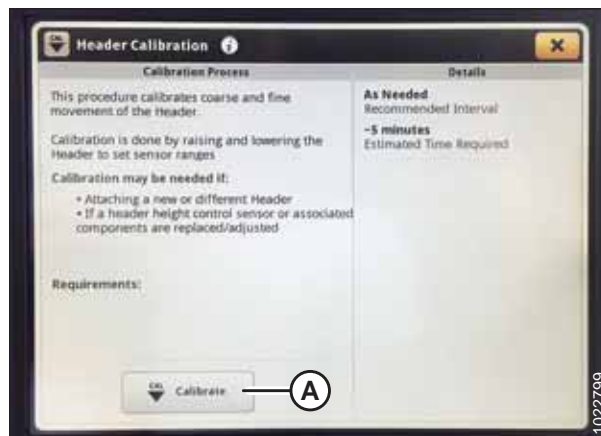 CAL Header Calibration i X
Calibration Process
This procedure calibrates coarse and fine
movement of the Header.
Calibration is done by raising and lowering the
Header to set sensor ranges
Calibration may be needed if:
• Attaching a new or different Header
• If a header height control sensor or associated
components are replaced/adjusted
Requirements:
CAL Calibrate
A
Details
As Needed
Recommended Interval
~5 minutes
Estimated Time Required
1022799